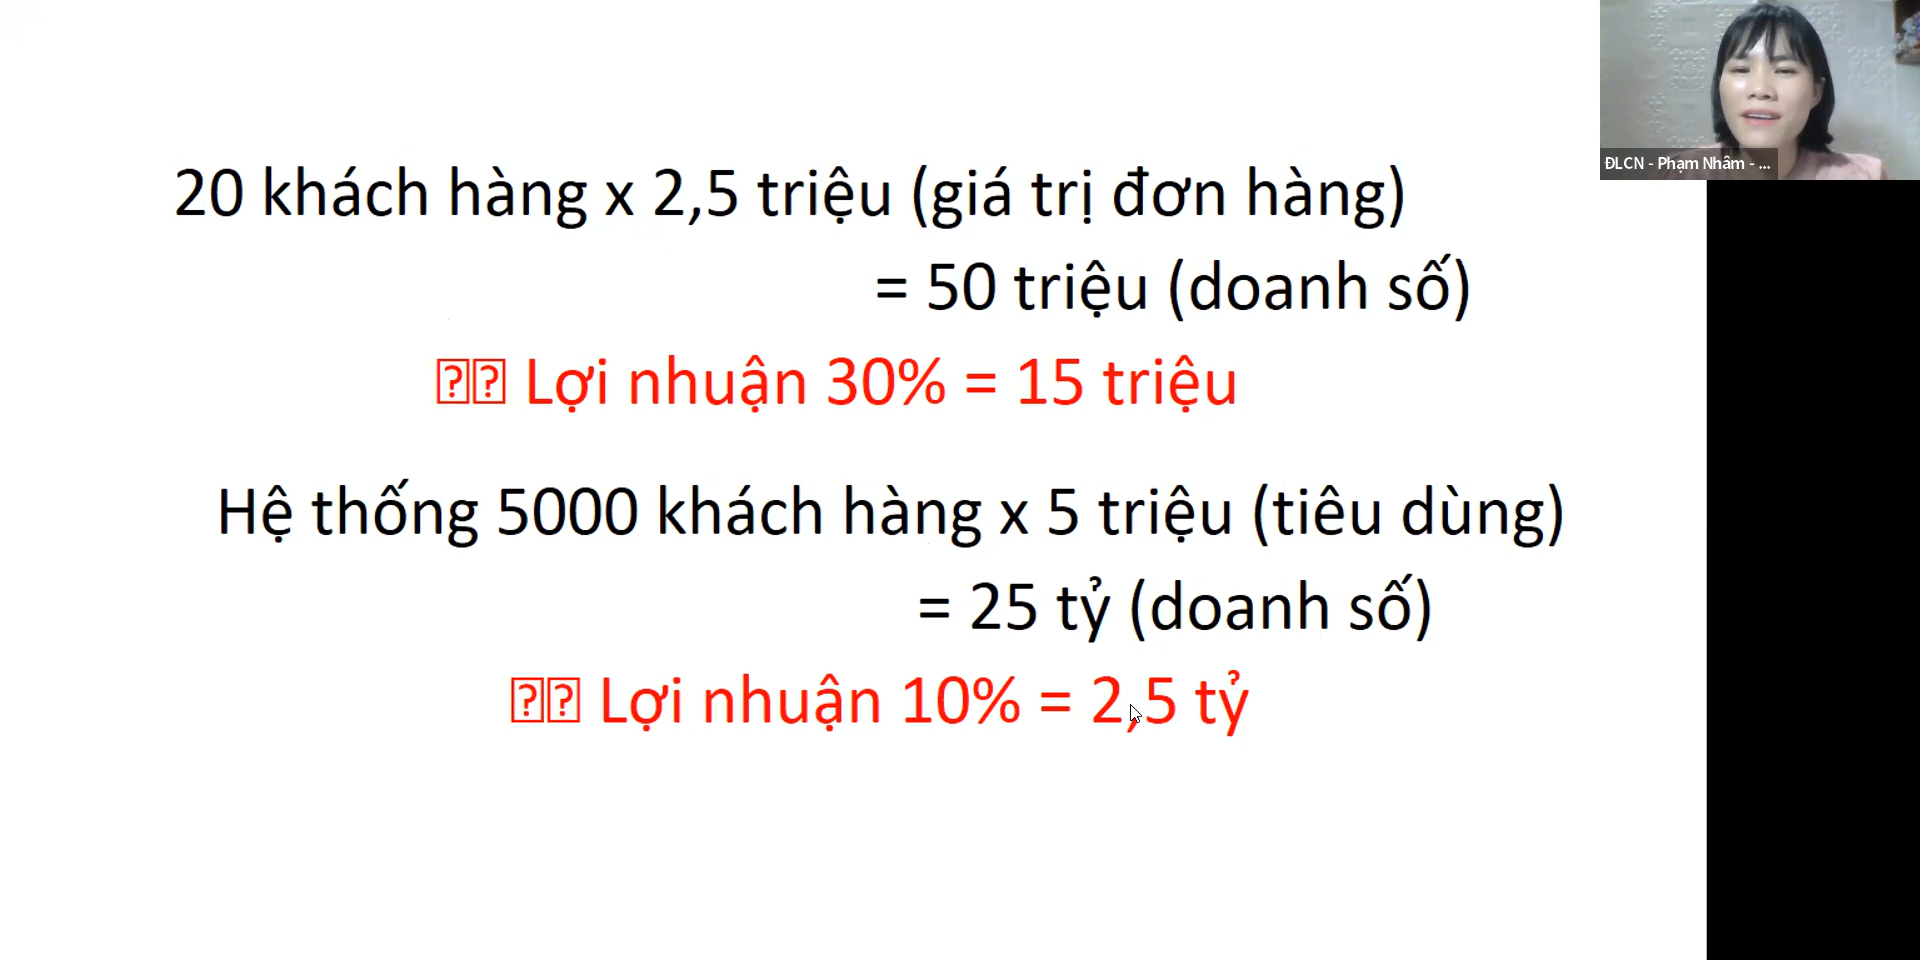 20 khách hàng x 2,5 triệu (giá trị đơn hàng)
= 50 triệu (doanh số)
Lợi nhuận 30% = 15 triệu
Hệ thống 5000 khách hàng x 5 triệu (tiêu dùng)
= 25 tỷ (doanh số)
Lợi nhuận 10% = 2,5 tỷ
ĐLCN - Phạm Nhâm - ...